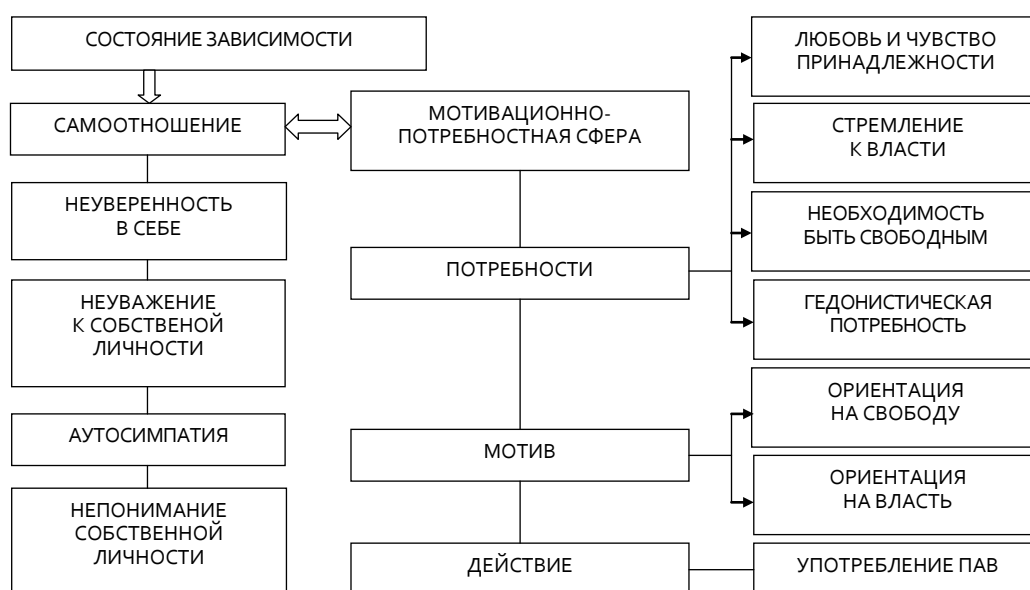 СОСТОЯНИЕ ЗАВИСИМОСТИ
САМООТНОШЕНИЕ
НЕУВЕРЕННОСТЬ
В СЕБЕ
НЕУВАЖЕНИЕ
К СОБСТВЕНОЙ
ЛИЧНОСТИ
АУТОСИМПАТИЯ
НЕПОНИМАНИЕ
СОБСТВЕННОЙ
ЛИЧНОСТИ
МОТИВАЦИОННО-
ПОТРЕБНОСТНАЯ СФЕРА
ПОТРЕБНОСТИ
МОТИВ
ДЕЙСТВИЕ
ЛЮБОВЬ И ЧУВСТВО
ПРИНАДЛЕЖНОСТИ
СТРЕМЛЕНИЕ
К ВЛАСТИ
НЕОБХОДИМОСТЬ
БЫТЬ СВОБОДНЫМ
ГЕДОНИСТИЧЕСКАЯ
ПОТРЕБНОСТЬ
ОРИЕНТАЦИЯ
НА СВОБОДУ
ОРИЕНТАЦИЯ
НА ВЛАСТЬ
УПОТРЕБЛЕНИЕ ПАВ